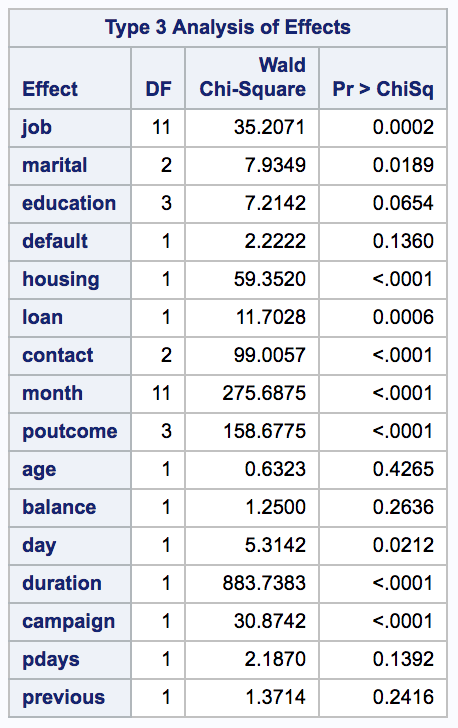 Type 3 Analysis of Effects
Effect DF Wald Chi-Square Pr > ChiSq
job 11 35.2071 0.0002
marital 2 7.9349 0.0189
education 3 7.2142 0.0654
default 1 2.2222 0.1360
housing 1 59.3520 <.0001
loan 1 11.7028 0.0006
contact 2 99.0057 <.0001
month 11 275.6875 <.0001
poutcome 3 158.6775 <.0001
age 1 0.6323 0.4265
balance 1 1.2500 0.2636
day 1 5.3142 0.0212
duration 1 883.7383 <.0001
campaign 1 30.8742 <.0001
pdays 1 2.1870 0.1392
previous 1 1.3714 0.2416